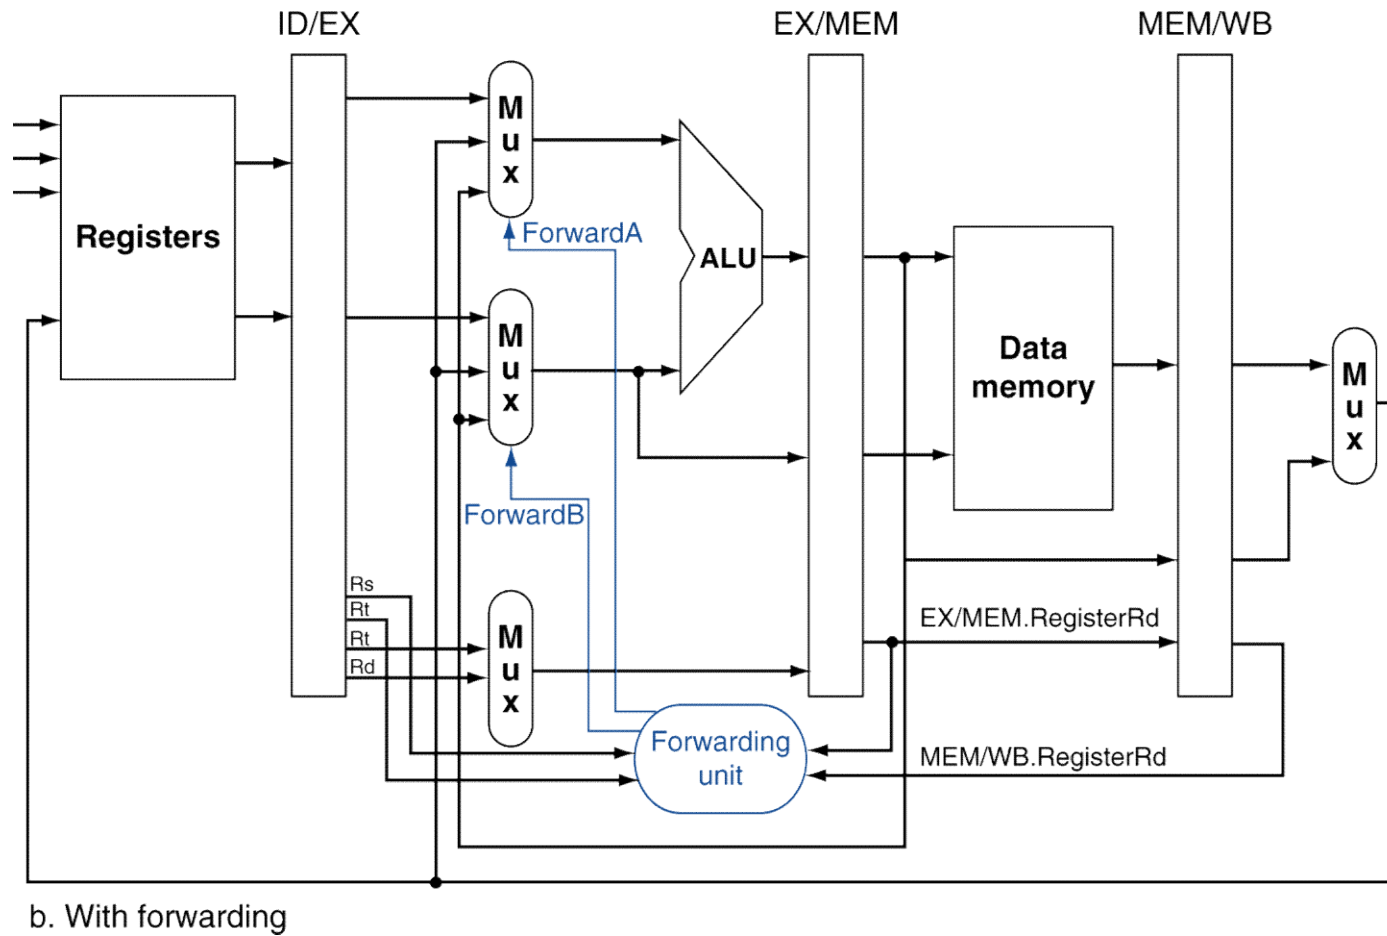 ID/EX
EX/MEM
MEM/WB
M
u
x
Registers
ForwardA
ALU
M
u
x
Data
memory
M
u
x
ForwardB
Rs
Rt
Rt
Rd
M
u
x
EX/MEM.RegisterRd
Forwarding
unit
MEM/WB.RegisterRd
b. With forwarding